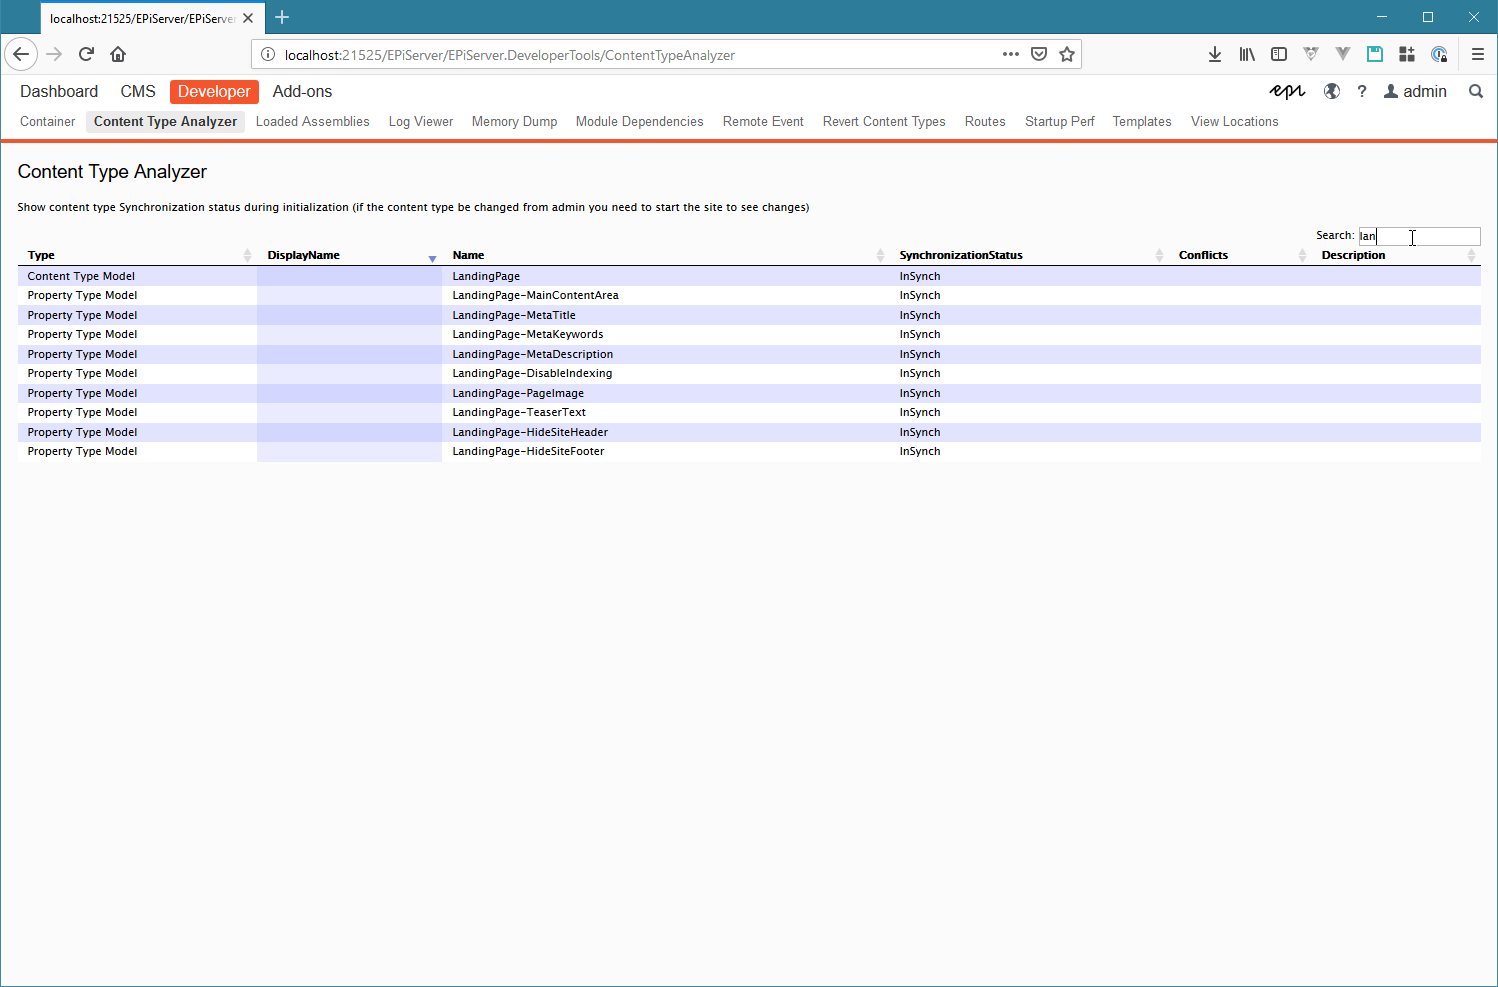 localhost:21525/EPiServer/EPiServe
localhost:21525/EPiServer/EPiServer.DeveloperTools/ContentTypeAnalyzer
Dashboard CMS Developer Add-ons epi ? admin
Container Content Type Analyzer Loaded Assemblies Log Viewer Memory Dump Module Dependencies Remote Event Revert Content Types Routes Startup Perf Templates View Locations
Content Type Analyzer
Show content type Synchronization status during initialization (if the content type be changed from admin you need to start the site to see changes)
Search: lan
Type DisplayName Name SynchronizationStatus Conflicts Description
Content Type Model LandingPage InSynch
Property Type Model LandingPage-MainContentArea InSynch
Property Type Model LandingPage-MetaTitle InSynch
Property Type Model LandingPage-MetaKeywords InSynch
Property Type Model LandingPage-MetaDescription InSynch
Property Type Model LandingPage-DisableIndexing InSynch
Property Type Model LandingPage-PageImage InSynch
Property Type Model LandingPage-TeaserText InSynch
Property Type Model LandingPage-HideSiteHeader InSynch
Property Type Model LandingPage-HideSiteFooter InSynch